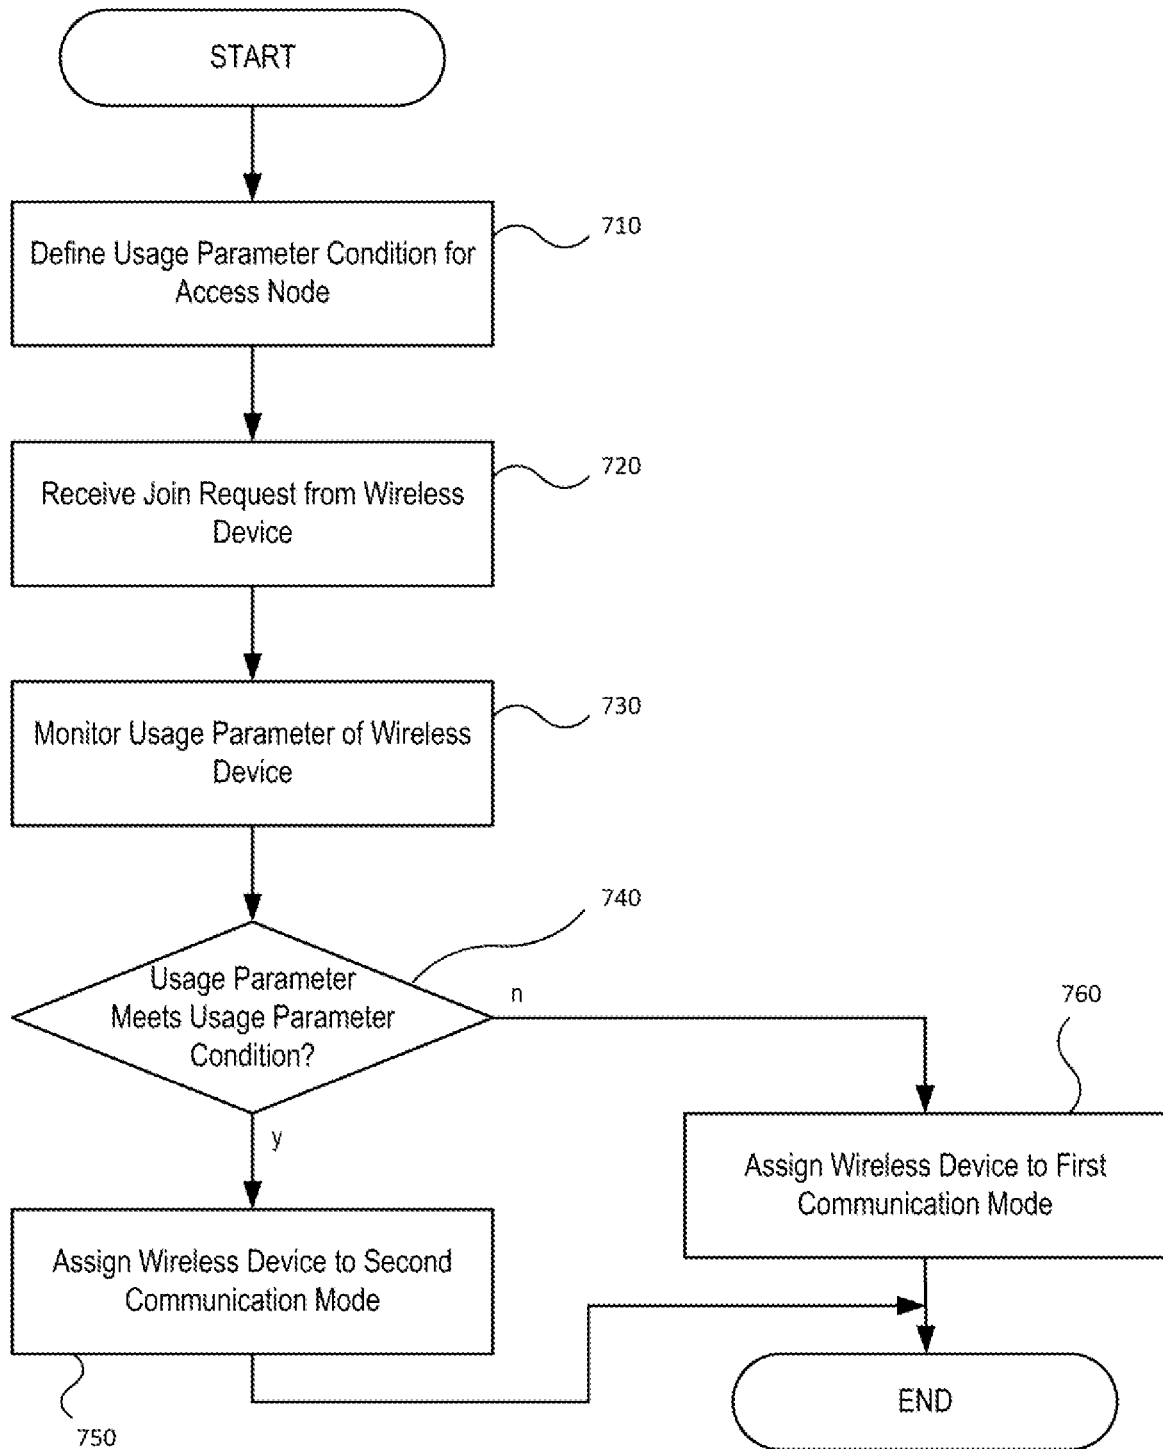 START
Define Usage Parameter Condition for
Access Node
710
Receive Join Request from Wireless
Device
720
Monitor Usage Parameter of Wireless
Device
730
740
Usage Parameter
Meets Usage Parameter
Condition?
n
y
760
Assign Wireless Device to First
Communication Mode
Assign Wireless Device to Second
Communication Mode
750
END